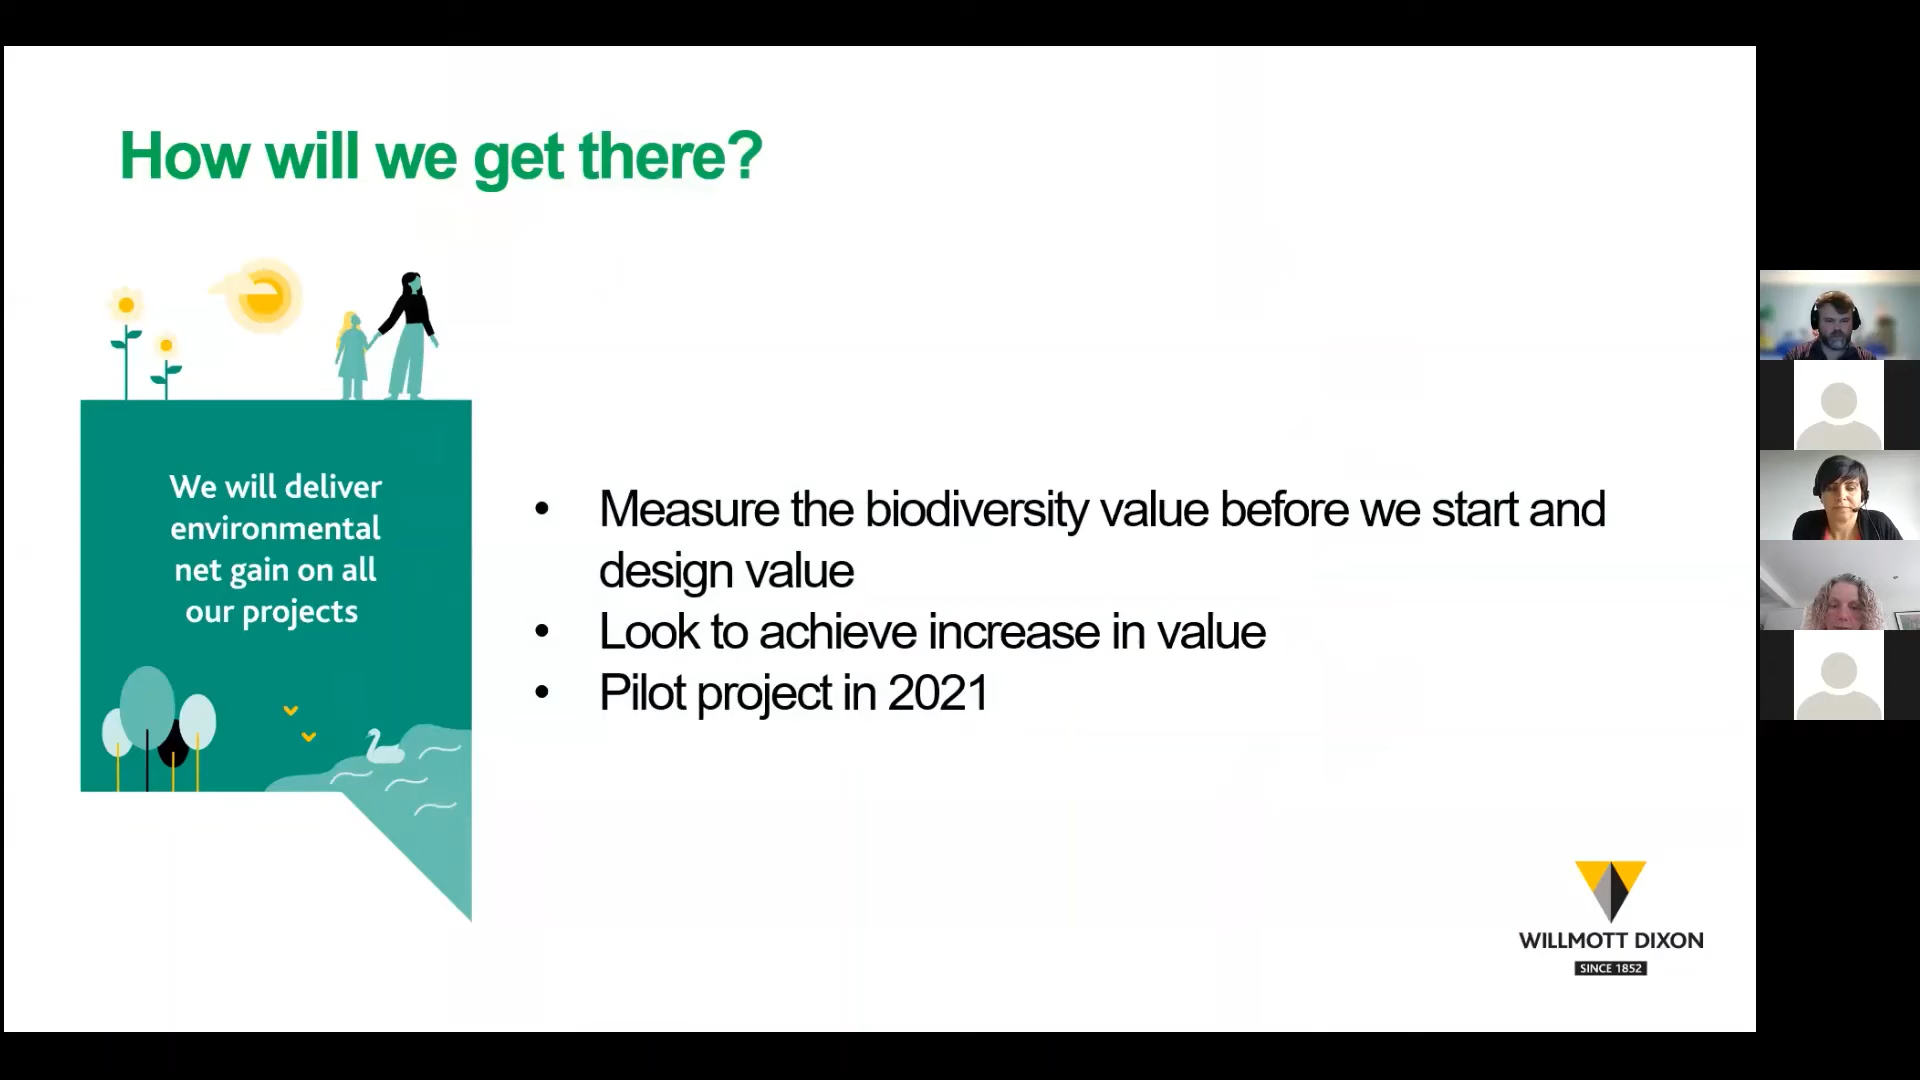 How will we get there?
We will deliver
environmental
net gain on all
our projects
• Measure the biodiversity value before we start and
design value
• Look to achieve increase in value
• Pilot project in 2021
WILLMOTT DIXON
SINCE 1852